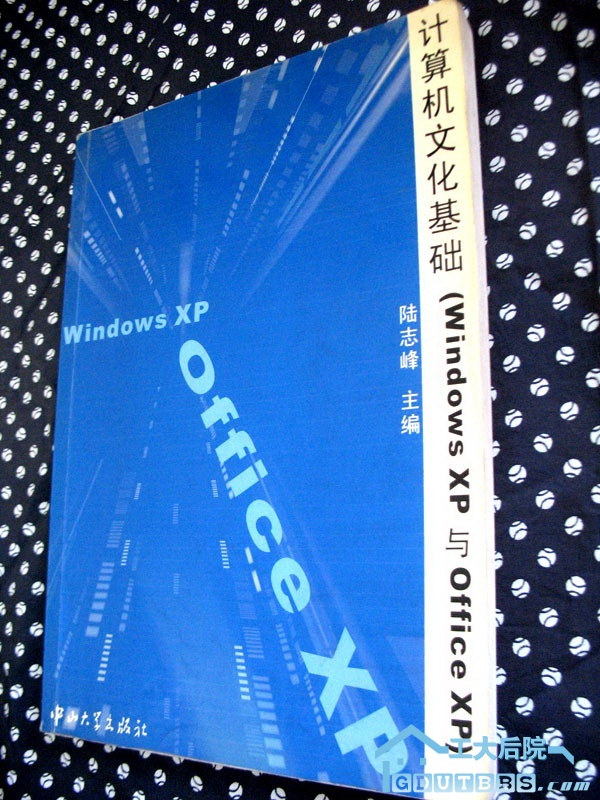 计算机文化基础(Windows XP 与 Office XP)
陆志峰 主编
Windows XP
Office XP
中山大学出版社
工大后院
GDUTBBS.com